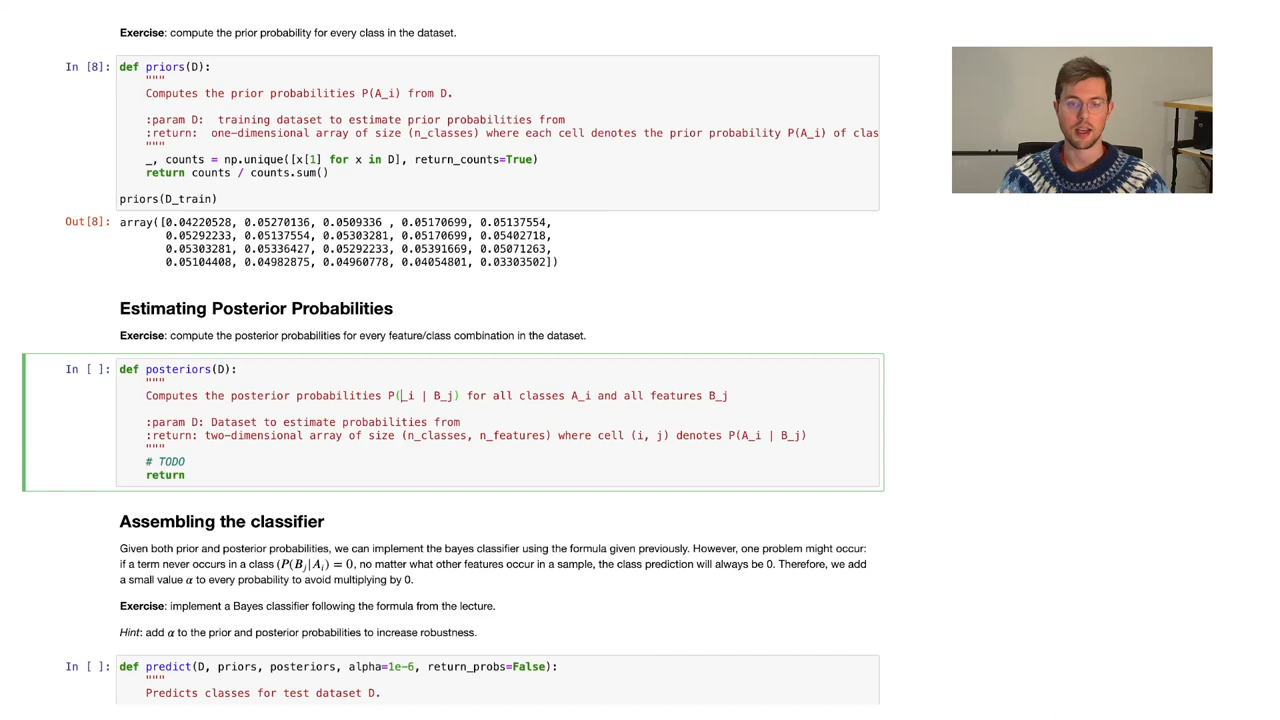 Exercise: compute the prior probability for every class in the dataset.
In [8]: def priors(D):
"""
Computes the prior probabilities P(A_i) from D.
:param D:  training dataset to estimate prior probabilities from
:return:  one-dimensional array of size (n_classes) where each cell denotes the prior probability P(A_i) of clas
"""
_, counts = np.unique([x[1] for x in D], return_counts=True)
return counts / counts.sum()
priors(D_train)
Out[8]: array([0.04220528, 0.05270136, 0.0509336 , 0.05170699, 0.05137554,
0.05292233, 0.05137554, 0.05303281, 0.05170699, 0.05402718,
0.05303281, 0.05336427, 0.05292233, 0.05391669, 0.05071263,
0.05104408, 0.04982875, 0.04960778, 0.04054801, 0.03303502])
Estimating Posterior Probabilities
Exercise: compute the posterior probabilities for every feature/class combination in the dataset.
In [ ]: def posteriors(D):
"""
Computes the posterior probabilities P(_i | B_j) for all classes A_i and all features B_j
:param D: Dataset to estimate probabilities from
:return: two-dimensional array of size (n_classes, n_features) where cell (i, j) denotes P(A_i | B_j)
"""
# TODO
return
Assembling the classifier
Given both prior and posterior probabilities, we can implement the bayes classifier using the formula given previously. However, one problem might occur:
if a term never occurs in a class (P(B_j|A_i) = 0, no matter what other features occur in a sample, the class prediction will always be 0. Therefore, we add
a small value α to every probability to avoid multiplying by 0.
Exercise: implement a Bayes classifier following the formula from the lecture.
Hint: add α to the prior and posterior probabilities to increase robustness.
In [ ]: def predict(D, priors, posteriors, alpha=1e-6, return_probs=False):
"""
Predicts classes for test dataset D.